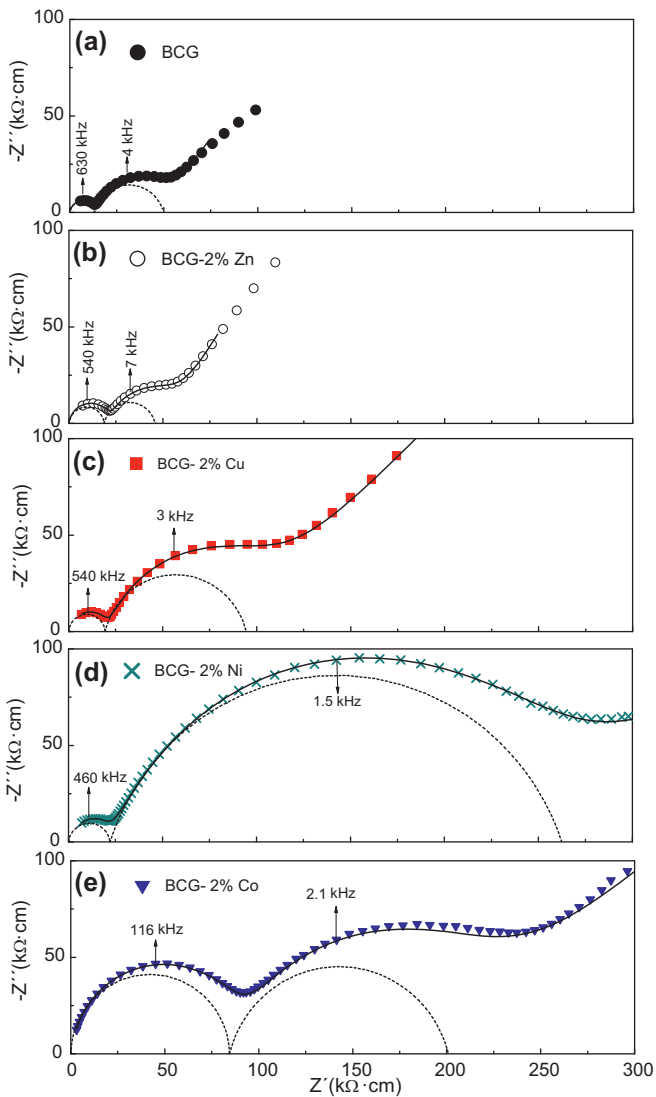 100
(a)
BCG
-Z´´(kΩ·cm)
50
630 kHz
4 kHz
0
100
(b)
BCG-2% Zn
-Z´´(kΩ·cm)
50
540 kHz
7 kHz
0
100
(c)
BCG- 2% Cu
-Z´´(kΩ·cm)
50
3 kHz
540 kHz
0
100
(d)
BCG- 2% Ni
-Z´´(kΩ·cm)
50
1.5 kHz
460 kHz
0
100
(e)
BCG- 2% Co
-Z´´(kΩ·cm)
50
2.1 kHz
116 kHz
0
0 50 100 150 200 250 300
Z´(kΩ·cm)